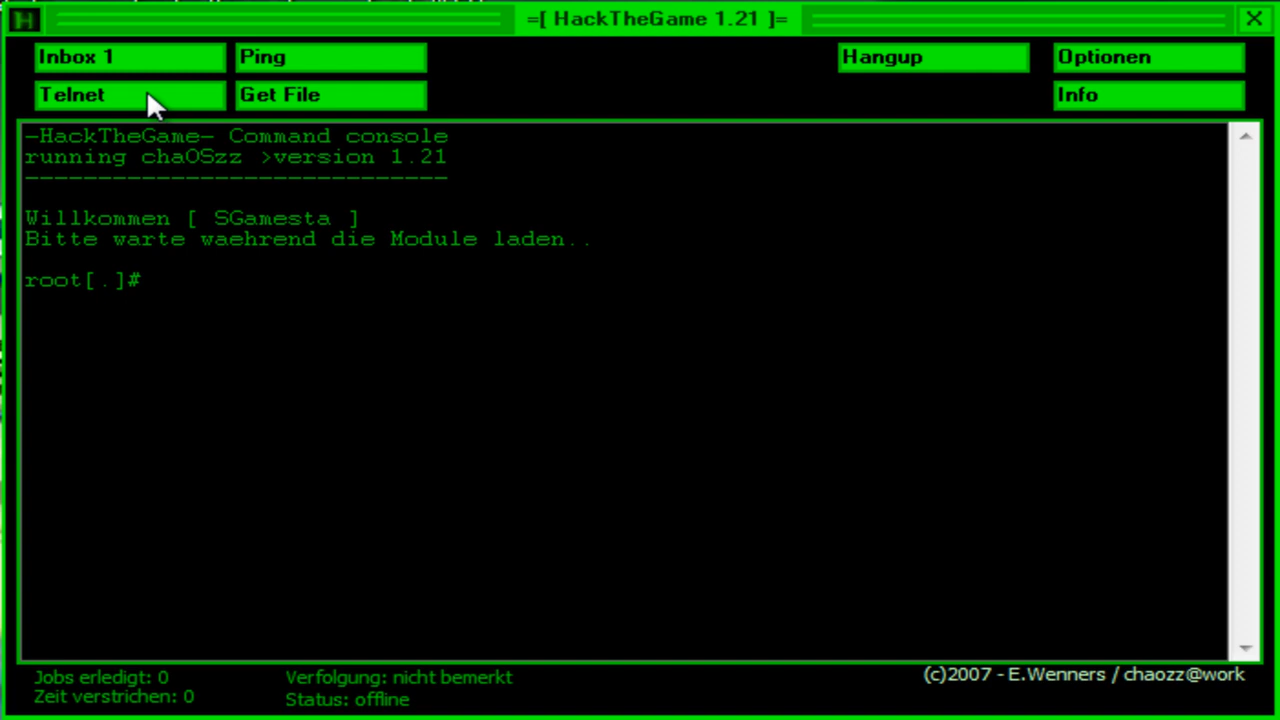 =[ HackTheGame 1.21 ]=
Inbox 1
Ping
Hangup
Optionen
Telnet
Get File
Info
-HackTheGame- Command console
running chaOSzz >version 1.21
-----------------------------
Willkommen [ SGamesta ]
Bitte warte waehrend die Module laden..
root[.]#
Jobs erledigt: 0
Verfolgung: nicht bemerkt
(c)2007 - E.Wenners / chaozz@work
Zeit verstrichen: 0
Status: offline